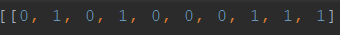 [[0, 1, 0, 1, 0, 0, 0, 1, 1, 1]